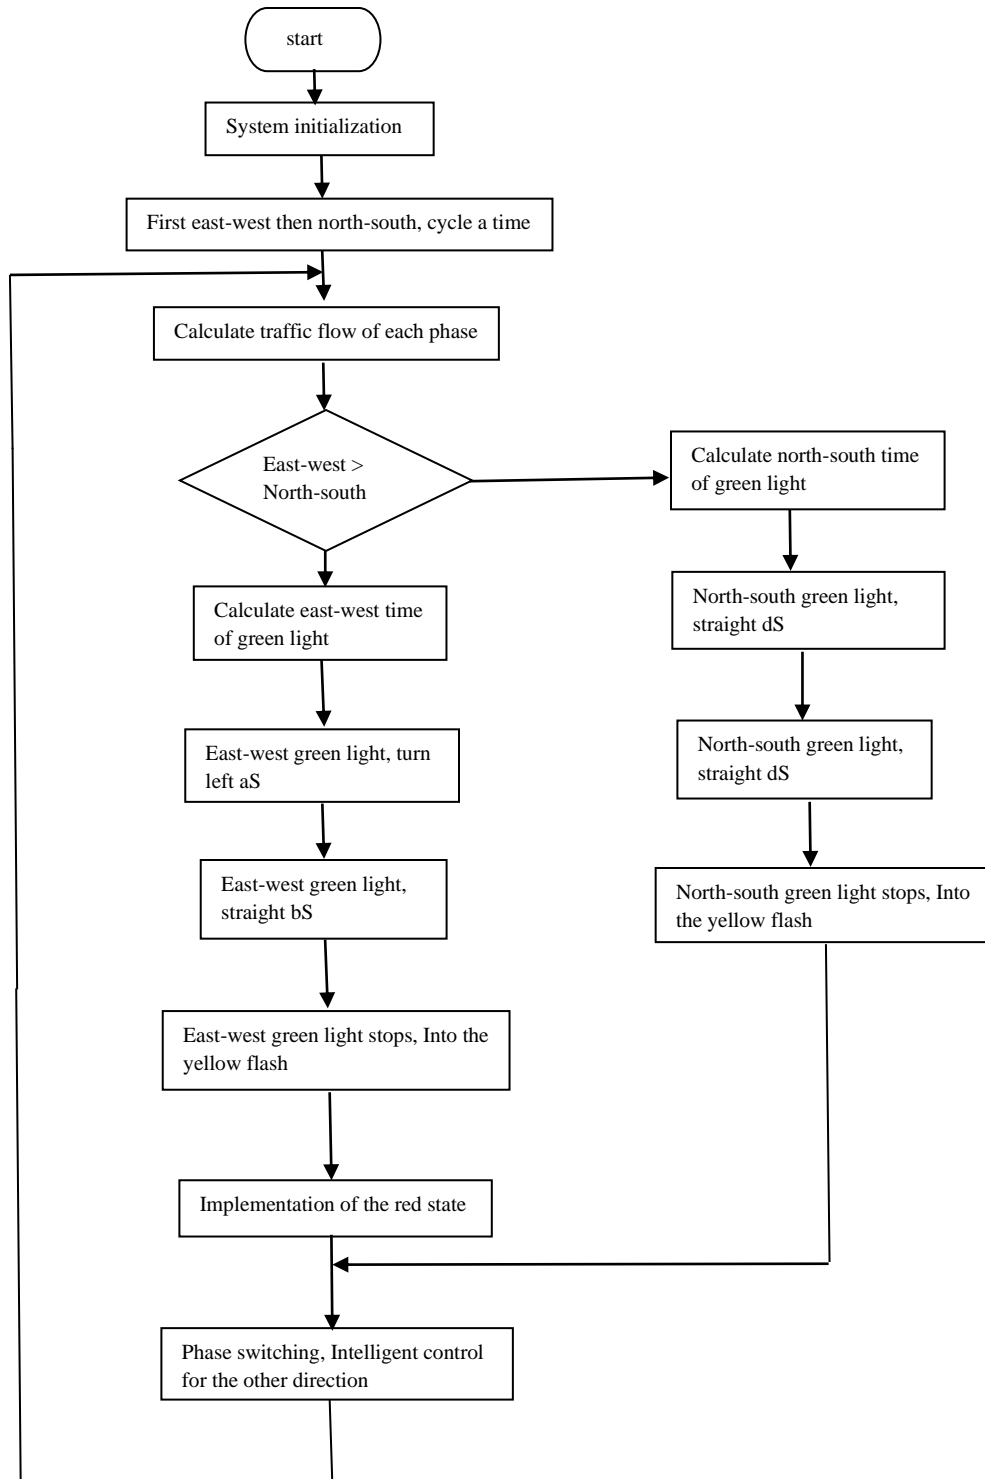 start
System initialization
First east-west then north-south, cycle a time
Calculate traffic flow of each phase
East-west >
North-south
Calculate north-south time
of green light
Calculate east-west time
of green light
North-south green light,
straight dS
East-west green light, turn
left aS
North-south green light,
straight dS
East-west green light,
straight bS
North-south green light stops, Into
the yellow flash
East-west green light stops, Into the
yellow flash
Implementation of the red state
Phase switching, Intelligent control
for the other direction